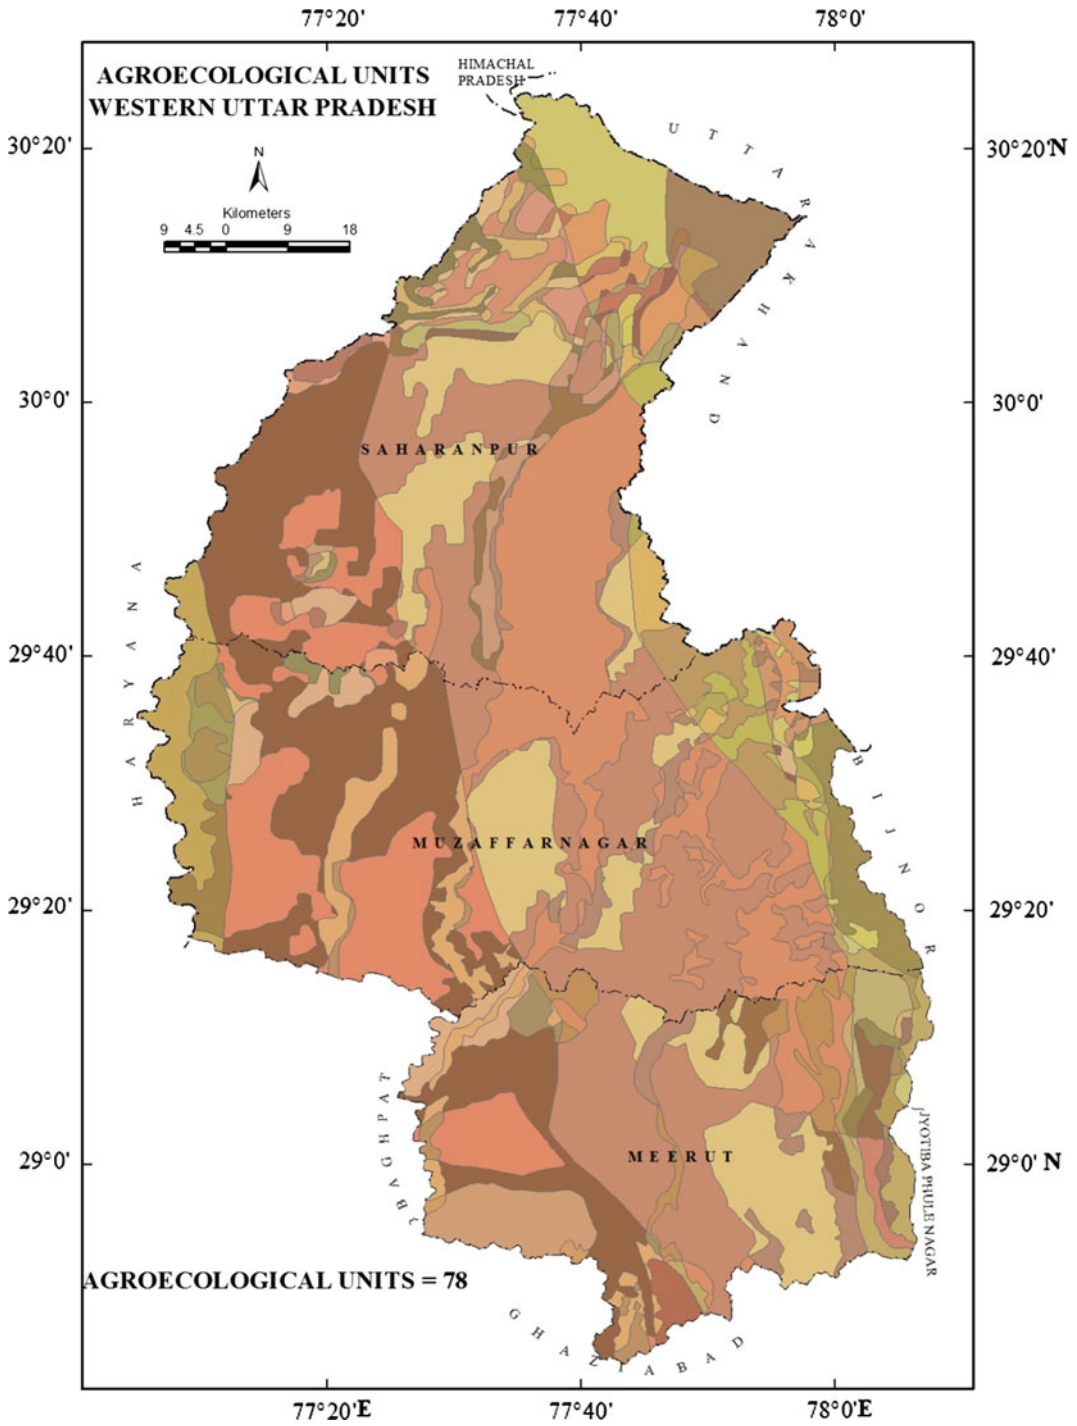 77°20'
77°40'
78°0'
AGROECOLOGICAL UNITS
WESTERN UTTAR PRADESH
HIMACHAL
PRADESH
UTTARAKHAND
30°20'
30°20'N
N
Kilometers
9 4.5 0 9 18
30°0'
30°0'
SAHARANPUR
HARYANA
29°40'
29°40'
BIJNOR
MUZAFFARNAGAR
29°20'
29°20'
BAGHPAT
JYOTIBA PHULE NAGAR
MEERUT
29°0'
29°0' N
AGROECOLOGICAL UNITS = 78
GHAZIABAD
77°20'E
77°40'
78°0'E